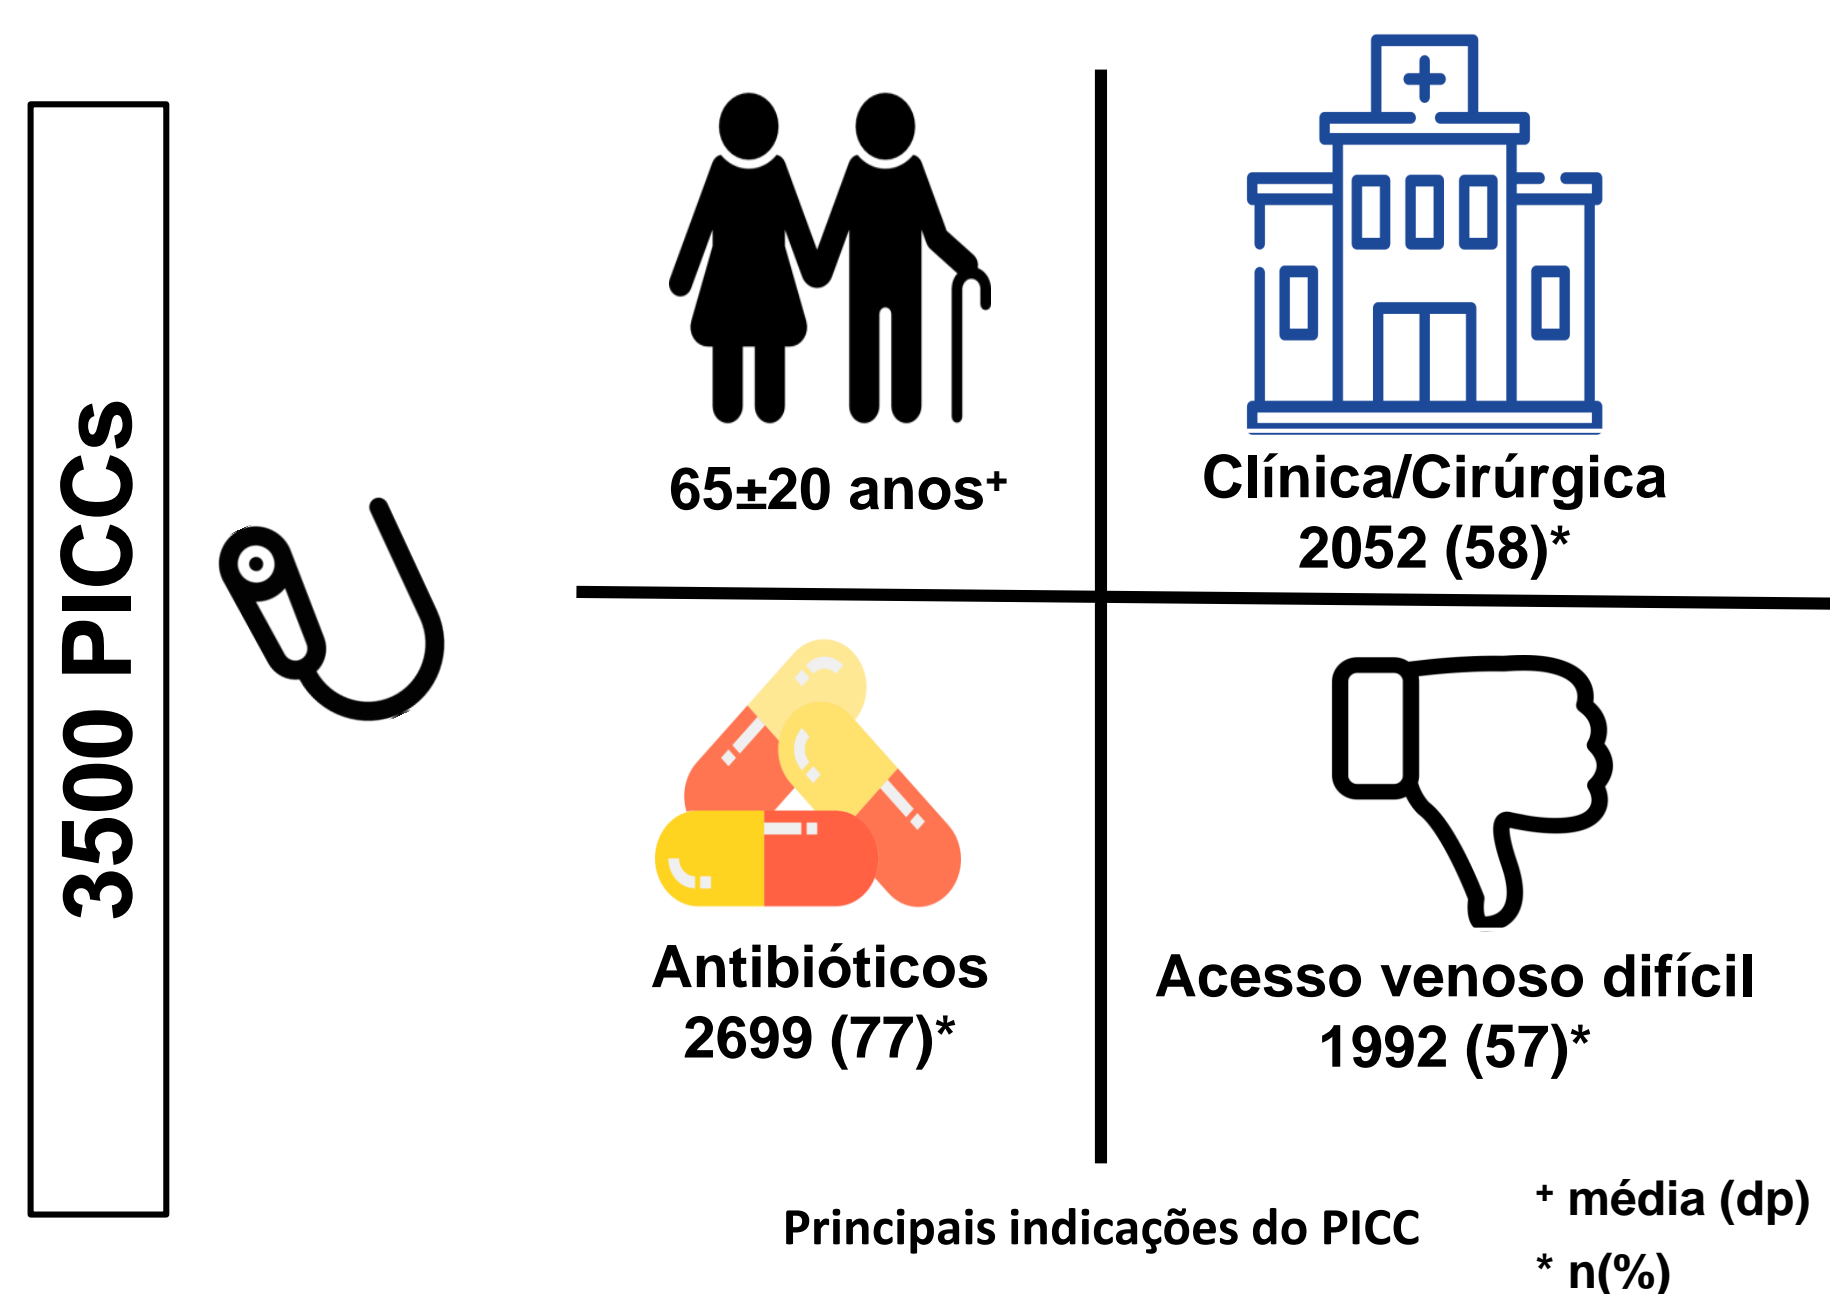 3500 PICCs
65±20 anos⁺
Clínica/Cirúrgica
2052 (58)*
Antibióticos
2699 (77)*
Acesso venoso difícil
1992 (57)*
Principais indicações do PICC
⁺ média (dp)
* n(%)